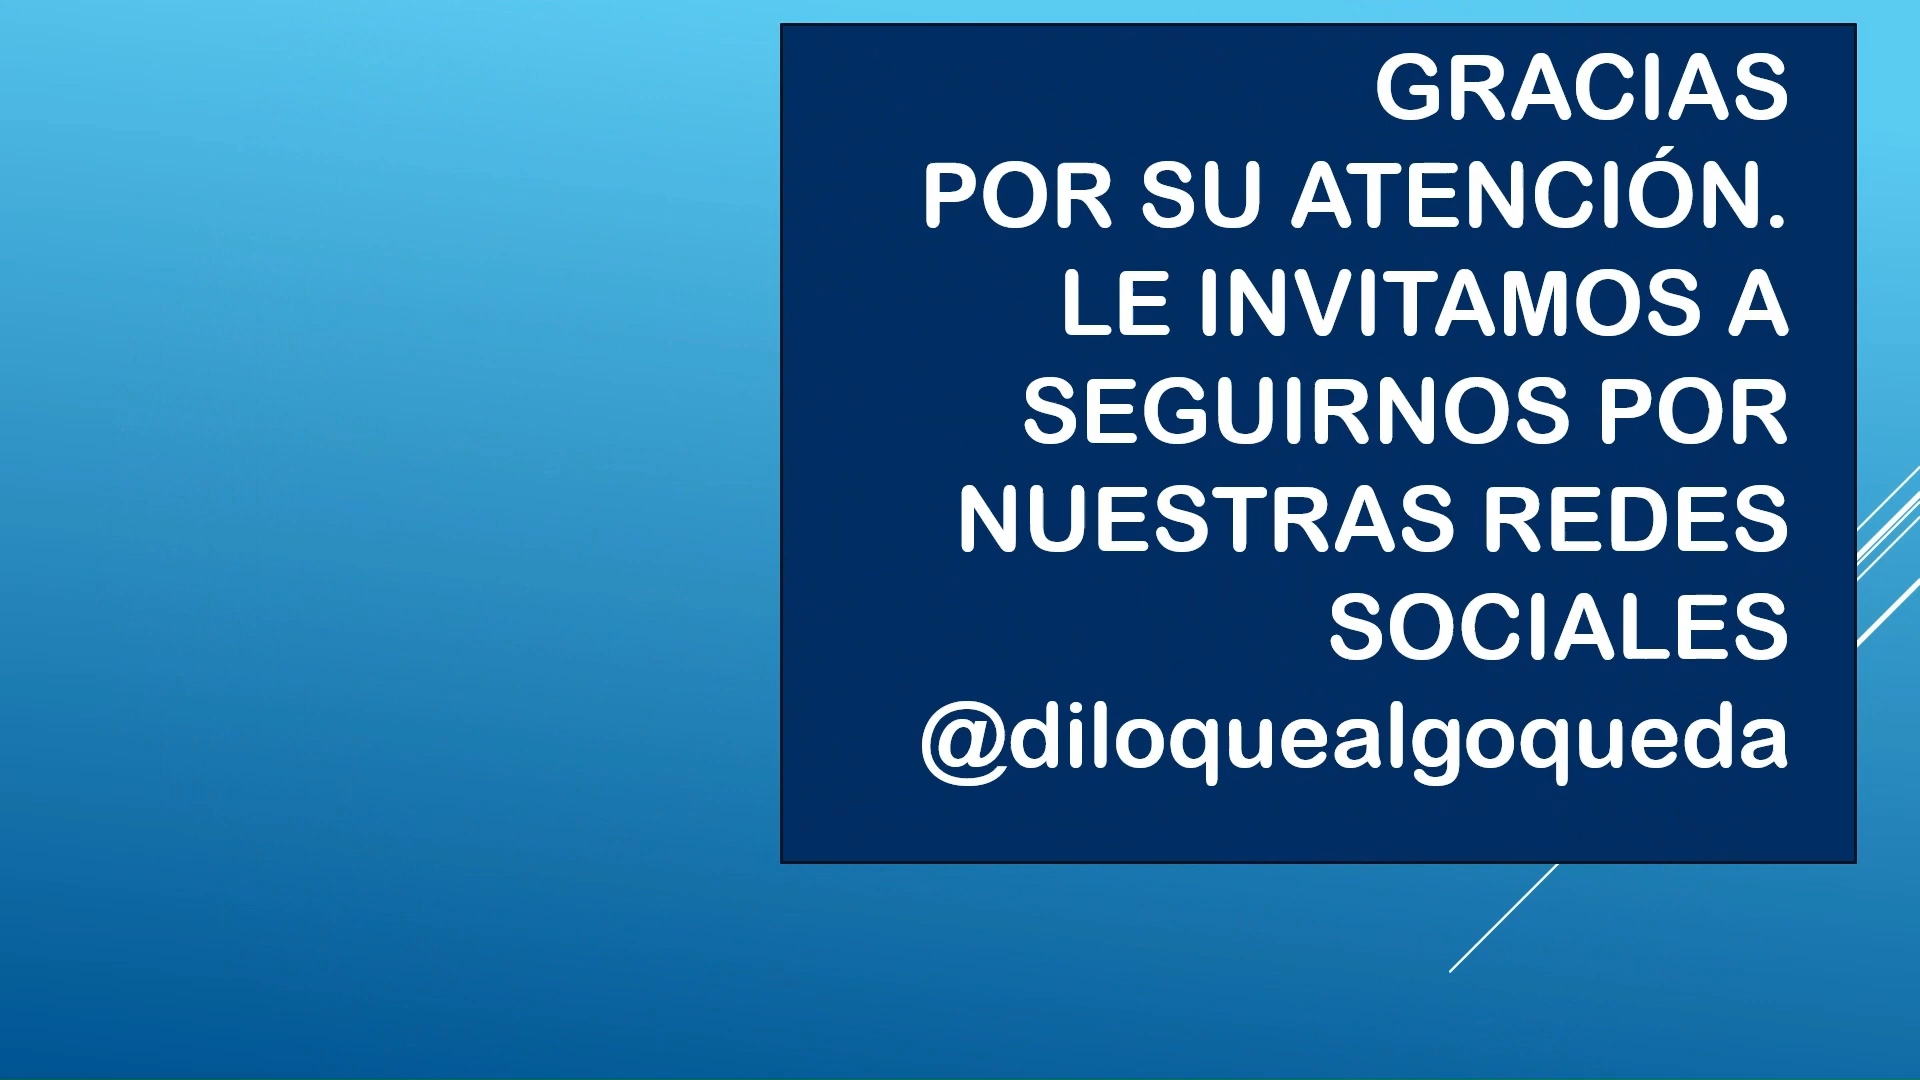 GRACIAS
POR SU ATENCIÓN.
LE INVITAMOS A
SEGUIRNOS POR
NUESTRAS REDES
SOCIALES
@diloquealgoqueda